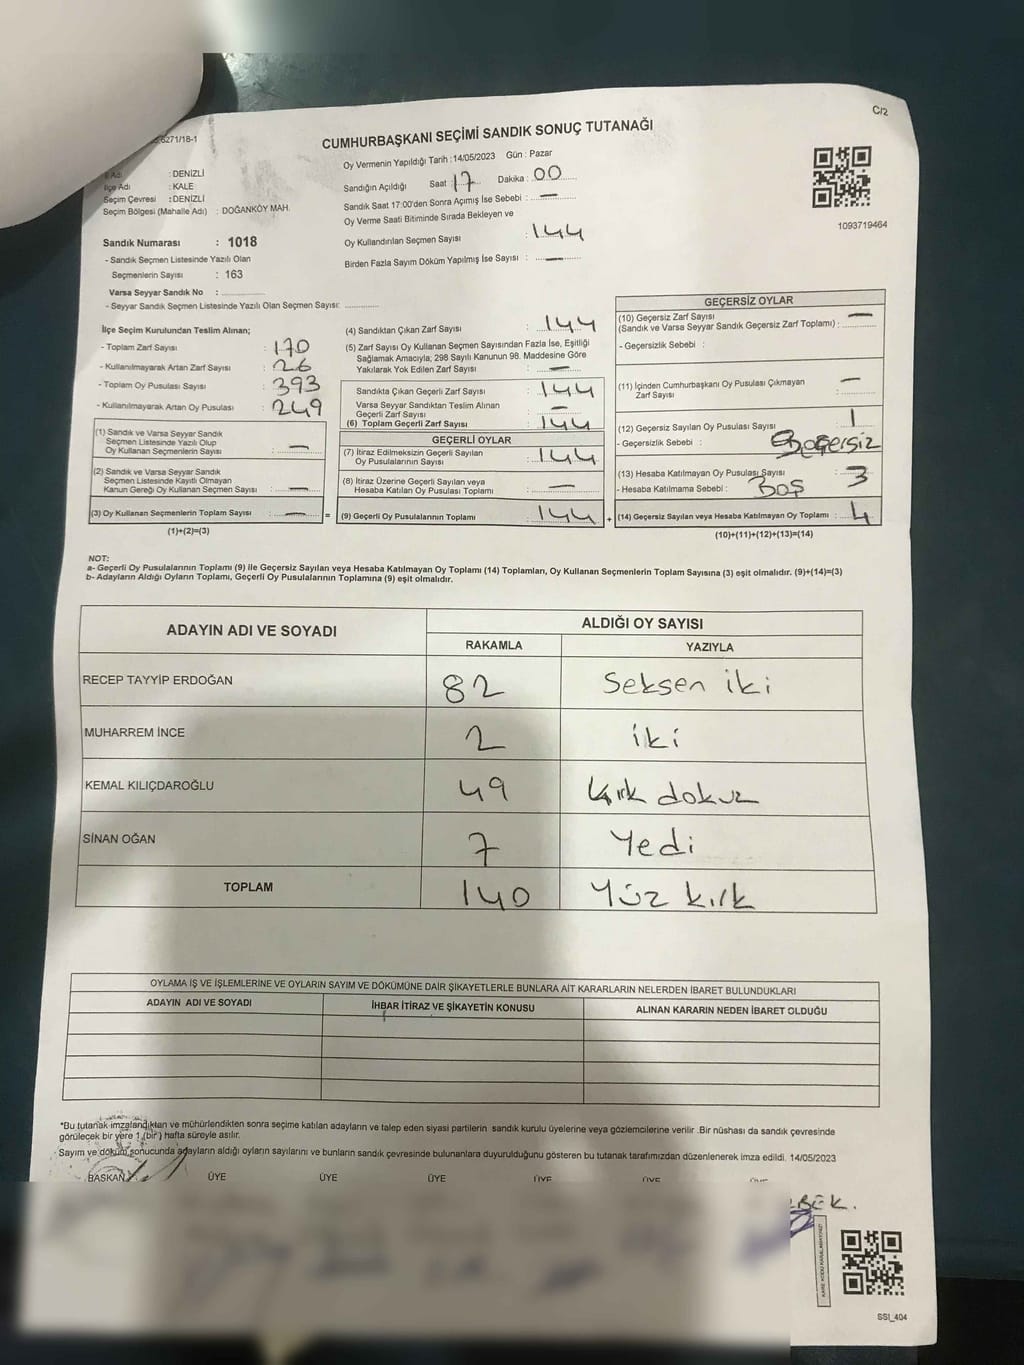 C/2
6271/18-1
CUMHURBAŞKANI SEÇİMİ SANDIK SONUÇ TUTANAĞI
Adı : DENİZLİ
İlçe Adı : KALE
Seçim Çevresi : DENİZLİ
Seçim Bölgesi (Mahalle Adı) : DOĞANKÖY MAH.
Sandık Numarası : 1018
- Sandık Seçmen Listesinde Yazılı Olan
Seçmenlerin Sayısı : 163
Varsa Seyyar Sandık No : ..............
- Seyyar Sandık Seçmen Listesinde Yazılı Olan Seçmen Sayısı: ..............
Oy Vermenin Yapıldığı Tarih : 14/05/2023 Gün : Pazar
Sandığın Açıldığı Saat : 17 Dakika : 00
Sandık Saat 17:00'den Sonra Açımış İse Sebebi : —
Oy Verme Saati Bitiminde Sırada Bekleyen ve
Oy Kullandırılan Seçmen Sayısı : 144
Birden Fazla Sayım Döküm Yapılmış İse Sayısı : —
1093719464
İlçe Seçim Kurulundan Teslim Alınan;
- Toplam Zarf Sayısı : 170
- Kullanılmayarak Artan Zarf Sayısı : 26
- Toplam Oy Pusulası Sayısı : 393
- Kullanılmayarak Artan Oy Pusulası : 249
(1) Sandık ve Varsa Seyyar Sandık
Seçmen Listesinde Yazılı Olup
Oy Kullanan Seçmenlerin Sayısı : —
(2) Sandık ve Varsa Seyyar Sandık
Seçmen Listesinde Kayıtlı Olmayan
Kanun Gereği Oy Kullanan Seçmen Sayısı : —
(3) Oy Kullanan Seçmenlerin Toplam Sayısı : — =
(1)+(2)=(3)
(4) Sandıktan Çıkan Zarf Sayısı : 144
(5) Zarf Sayısı Oy Kullanan Seçmen Sayısından Fazla İse, Eşitliği
Sağlamak Amacıyla; 298 Sayılı Kanunun 98. Maddesine Göre
Yakılarak Yok Edilen Zarf Sayısı : —
Sandıkta Çıkan Geçerli Zarf Sayısı : 144
Varsa Seyyar Sandıktan Teslim Alınan
Geçerli Zarf Sayısı : —
(6) Toplam Geçerli Zarf Sayısı : 144
GEÇERLİ OYLAR
(7) İtiraz Edilmeksizin Geçerli Sayılan
Oy Pusulalarının Sayısı : 144
(8) İtiraz Üzerine Geçerli Sayılan veya
Hesaba Katılan Oy Pusulası Toplamı : —
(9) Geçerli Oy Pusulalarının Toplamı : 144 +
GEÇERSİZ OYLAR
(10) Geçersiz Zarf Sayısı
(Sandık ve Varsa Seyyar Sandık Geçersiz Zarf Toplamı) : —
- Geçersizlik Sebebi :
(11) İçinden Cumhurbaşkanı Oy Pusulası Çıkmayan
Zarf Sayısı : —
(12) Geçersiz Sayılan Oy Pusulası Sayısı : 1
- Geçersizlik Sebebi : Geçersiz
(13) Hesaba Katılmayan Oy Pusulası Sayısı : 3
- Hesaba Katılmama Sebebi : Boş
(14) Geçersiz Sayılan veya Hesaba Katılmayan Oy Toplamı : 4
(10)+(11)+(12)+(13)=(14)
NOT:
a- Geçerli Oy Pusulalarının Toplamı (9) ile Geçersiz Sayılan veya Hesaba Katılmayan Oy Toplamı (14) Toplamları, Oy Kullanan Seçmenlerin Toplam Sayısına (3) eşit olmalıdır. (9)+(14)=(3)
b- Adayların Aldığı Oyların Toplamı, Geçerli Oy Pusulalarının Toplamına (9) eşit olmalıdır.
ADAYIN ADI VE SOYADI ALDIĞI OY SAYISI
RAKAMLA YAZIYLA
RECEP TAYYİP ERDOĞAN 82 Seksen iki
MUHARREM İNCE 2 iki
KEMAL KILIÇDAROĞLU 49 Kırk dokuz
SİNAN OĞAN 7 Yedi
TOPLAM 140 Yüz kırk
OYLAMA İŞ VE İŞLEMLERİNE VE OYLARIN SAYIM VE DÖKÜMÜNE DAİR ŞİKAYETLERLE BUNLARA AİT KARARLARIN NELERDEN İBARET BULUNDUKLARI
ADAYIN ADI VE SOYADI İHBAR İTİRAZ VE ŞİKAYETİN KONUSU ALINAN KARARIN NEDEN İBARET OLDUĞU
*Bu tutanak imzalandıktan ve mühürlendikten sonra seçime katılan adayların ve talep eden siyasi partilerin sandık kurulu üyelerine veya gözlemcilerine verilir .Bir nüshası da sandık çevresinde
görülecek bir yere 1 (bir) hafta süreyle asılır.
Sayım ve döküm sonucunda adayların aldığı oyların sayılarını ve bunların sandık çevresinde bulunanlara duyurulduğunu gösteren bu tutanak tarafımızdan düzenlenerek imza edildi. 14/05/2023
BAŞKAN ÜYE ÜYE ÜYE ÜYE ÜYE
BEK.
SSI_404